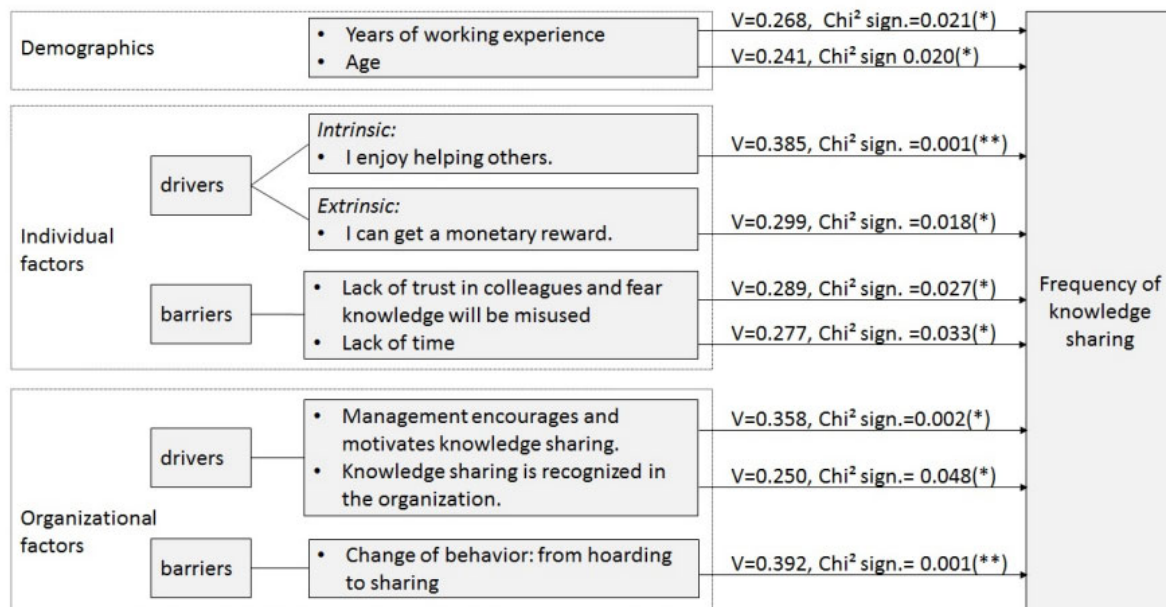 Demographics
• Years of working experience
• Age
V=0.268, Chi² sign.=0.021(*)
V=0.241, Chi² sign 0.020(*)
Individual
factors
drivers
Intrinsic:
• I enjoy helping others.
V=0.385, Chi² sign. =0.001(**)
Extrinsic:
• I can get a monetary reward.
V=0.299, Chi² sign. =0.018(*)
barriers
• Lack of trust in colleagues and fear
knowledge will be misused
• Lack of time
V=0.289, Chi² sign. =0.027(*)
V=0.277, Chi² sign. =0.033(*)
Organizational
factors
drivers
• Management encourages and
motivates knowledge sharing.
• Knowledge sharing is recognized in
the organization.
V=0.358, Chi² sign.=0.002(*)
V=0.250, Chi² sign.= 0.048(*)
barriers
• Change of behavior: from hoarding
to sharing
V=0.392, Chi² sign.= 0.001(**)
Frequency of
knowledge
sharing